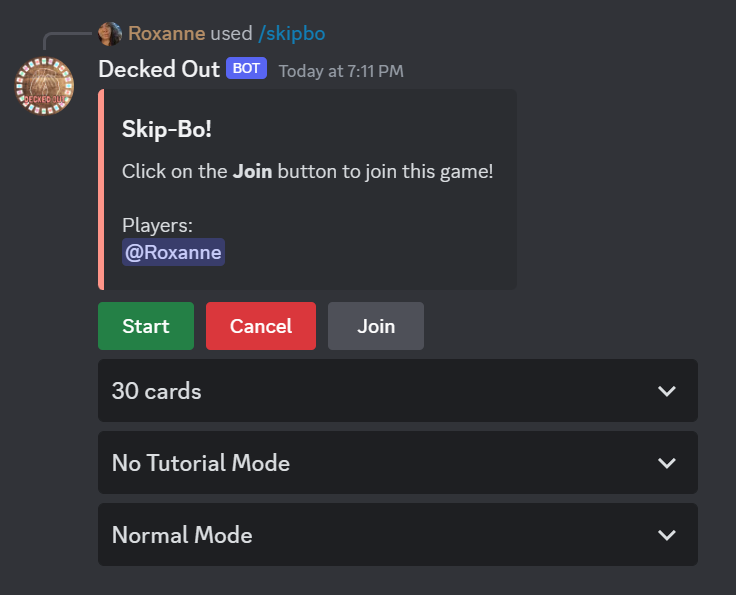 Roxanne used /skipbo
Decked Out BOT Today at 7:11 PM
DECKED OUT
Skip-Bo!
Click on the Join button to join this game!
Players:
@Roxanne
Start Cancel Join
30 cards
No Tutorial Mode
Normal Mode